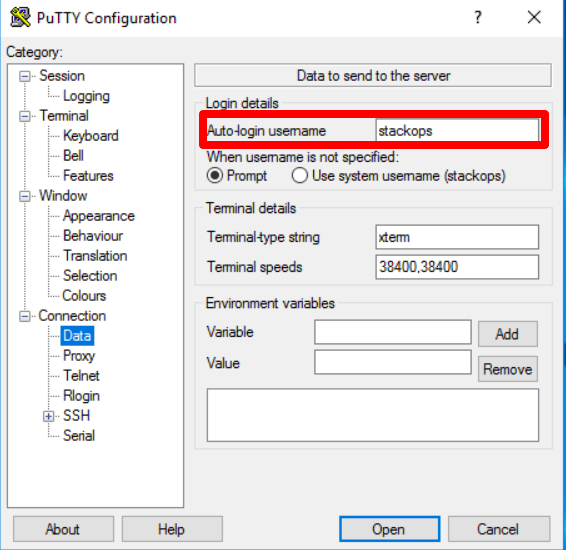 PuTTY Configuration
?
Category:
Session
Logging
Terminal
Keyboard
Bell
Features
Window
Appearance
Behaviour
Translation
Selection
Colours
Connection
Data
Proxy
Telnet
Rlogin
SSH
Serial
Data to send to the server
Login details
Auto-login username stackops
When username is not specified:
Prompt Use system username (stackops)
Terminal details
Terminal-type string xterm
Terminal speeds 38400,38400
Environment variables
Variable Add
Value Remove
About Help Open Cancel